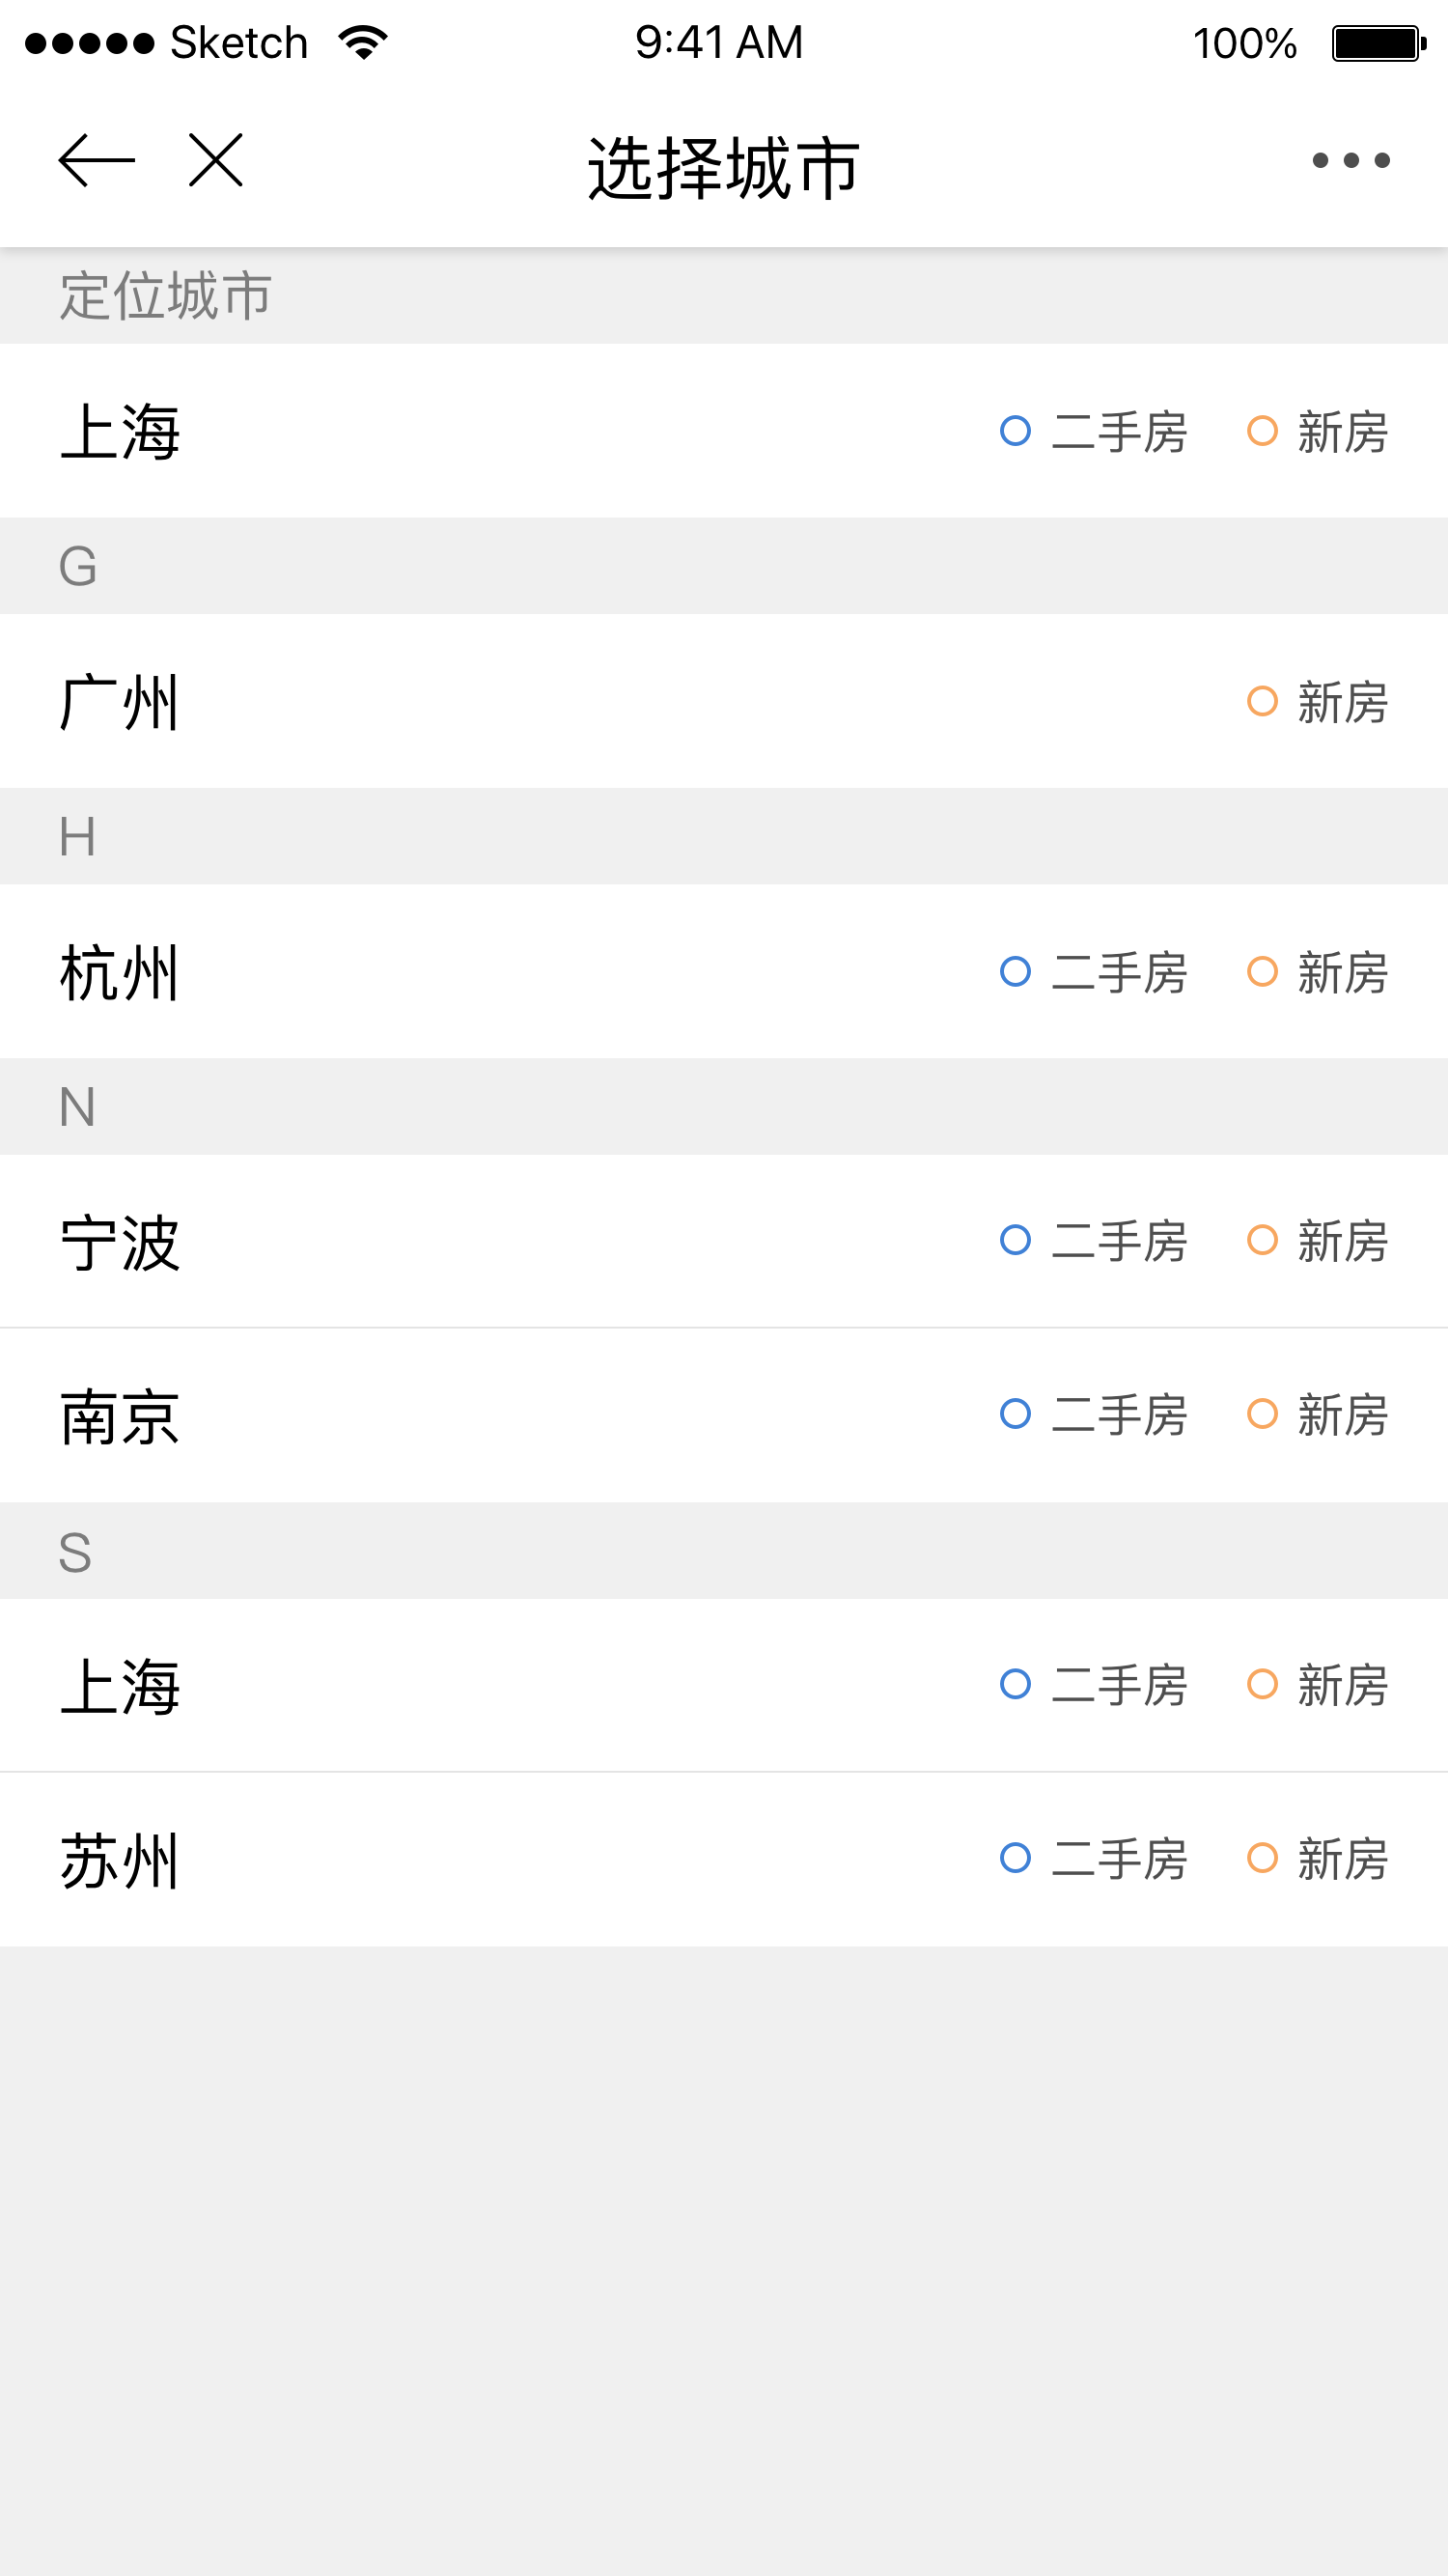 Sketch 9:41 AM 100%
选择城市
定位城市
上海 二手房 新房
G
广州 新房
H
杭州 二手房 新房
N
宁波 二手房 新房
南京 二手房 新房
S
上海 二手房 新房
苏州 二手房 新房